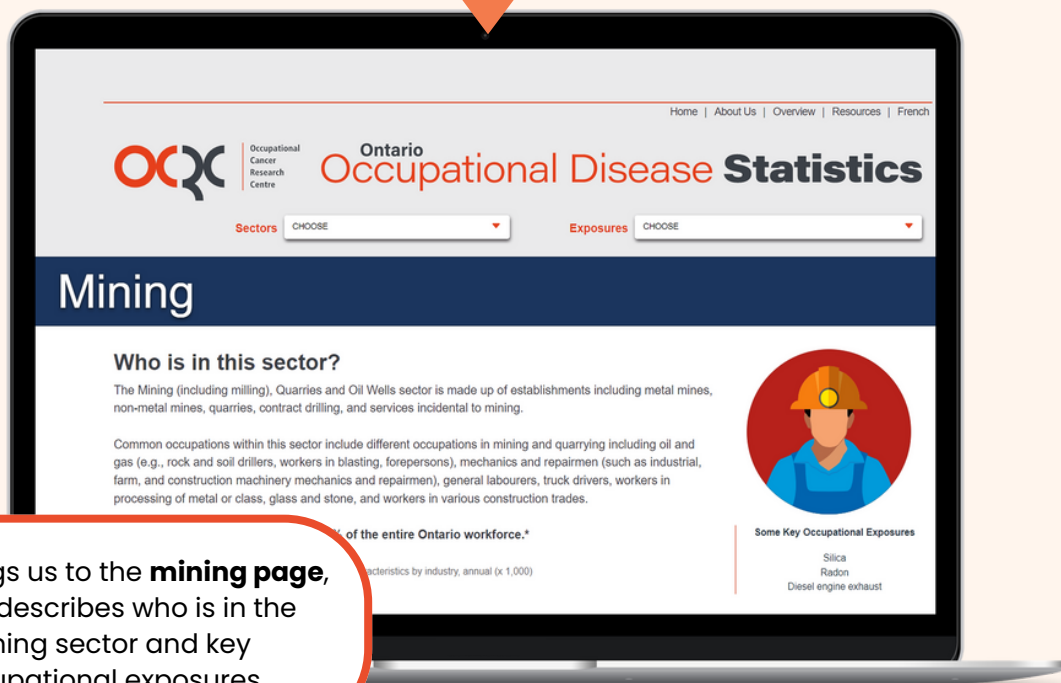 Home | About Us | Overview | Resources | French
OCRC
Occupational
Cancer
Research
Centre
Ontario
Occupational Disease Statistics
Sectors CHOOSE Exposures CHOOSE
Mining
Who is in this sector?
The Mining (including milling), Quarries and Oil Wells sector is made up of establishments including metal mines,
non-metal mines, quarries, contract drilling, and services incidental to mining.
Common occupations within this sector include different occupations in mining and quarrying including oil and
gas (e.g., rock and soil drillers, workers in blasting, forepersons), mechanics and repairmen (such as industrial,
farm, and construction machinery mechanics and repairmen), general labourers, truck drivers, workers in
processing of metal or class, glass and stone, and workers in various construction trades.
of the entire Ontario workforce.*
by industry, annual (x 1,000)
Some Key Occupational Exposures
Silica
Radon
Diesel engine exhaust
us to the mining page,
describes who is in the
sector and key
exposures